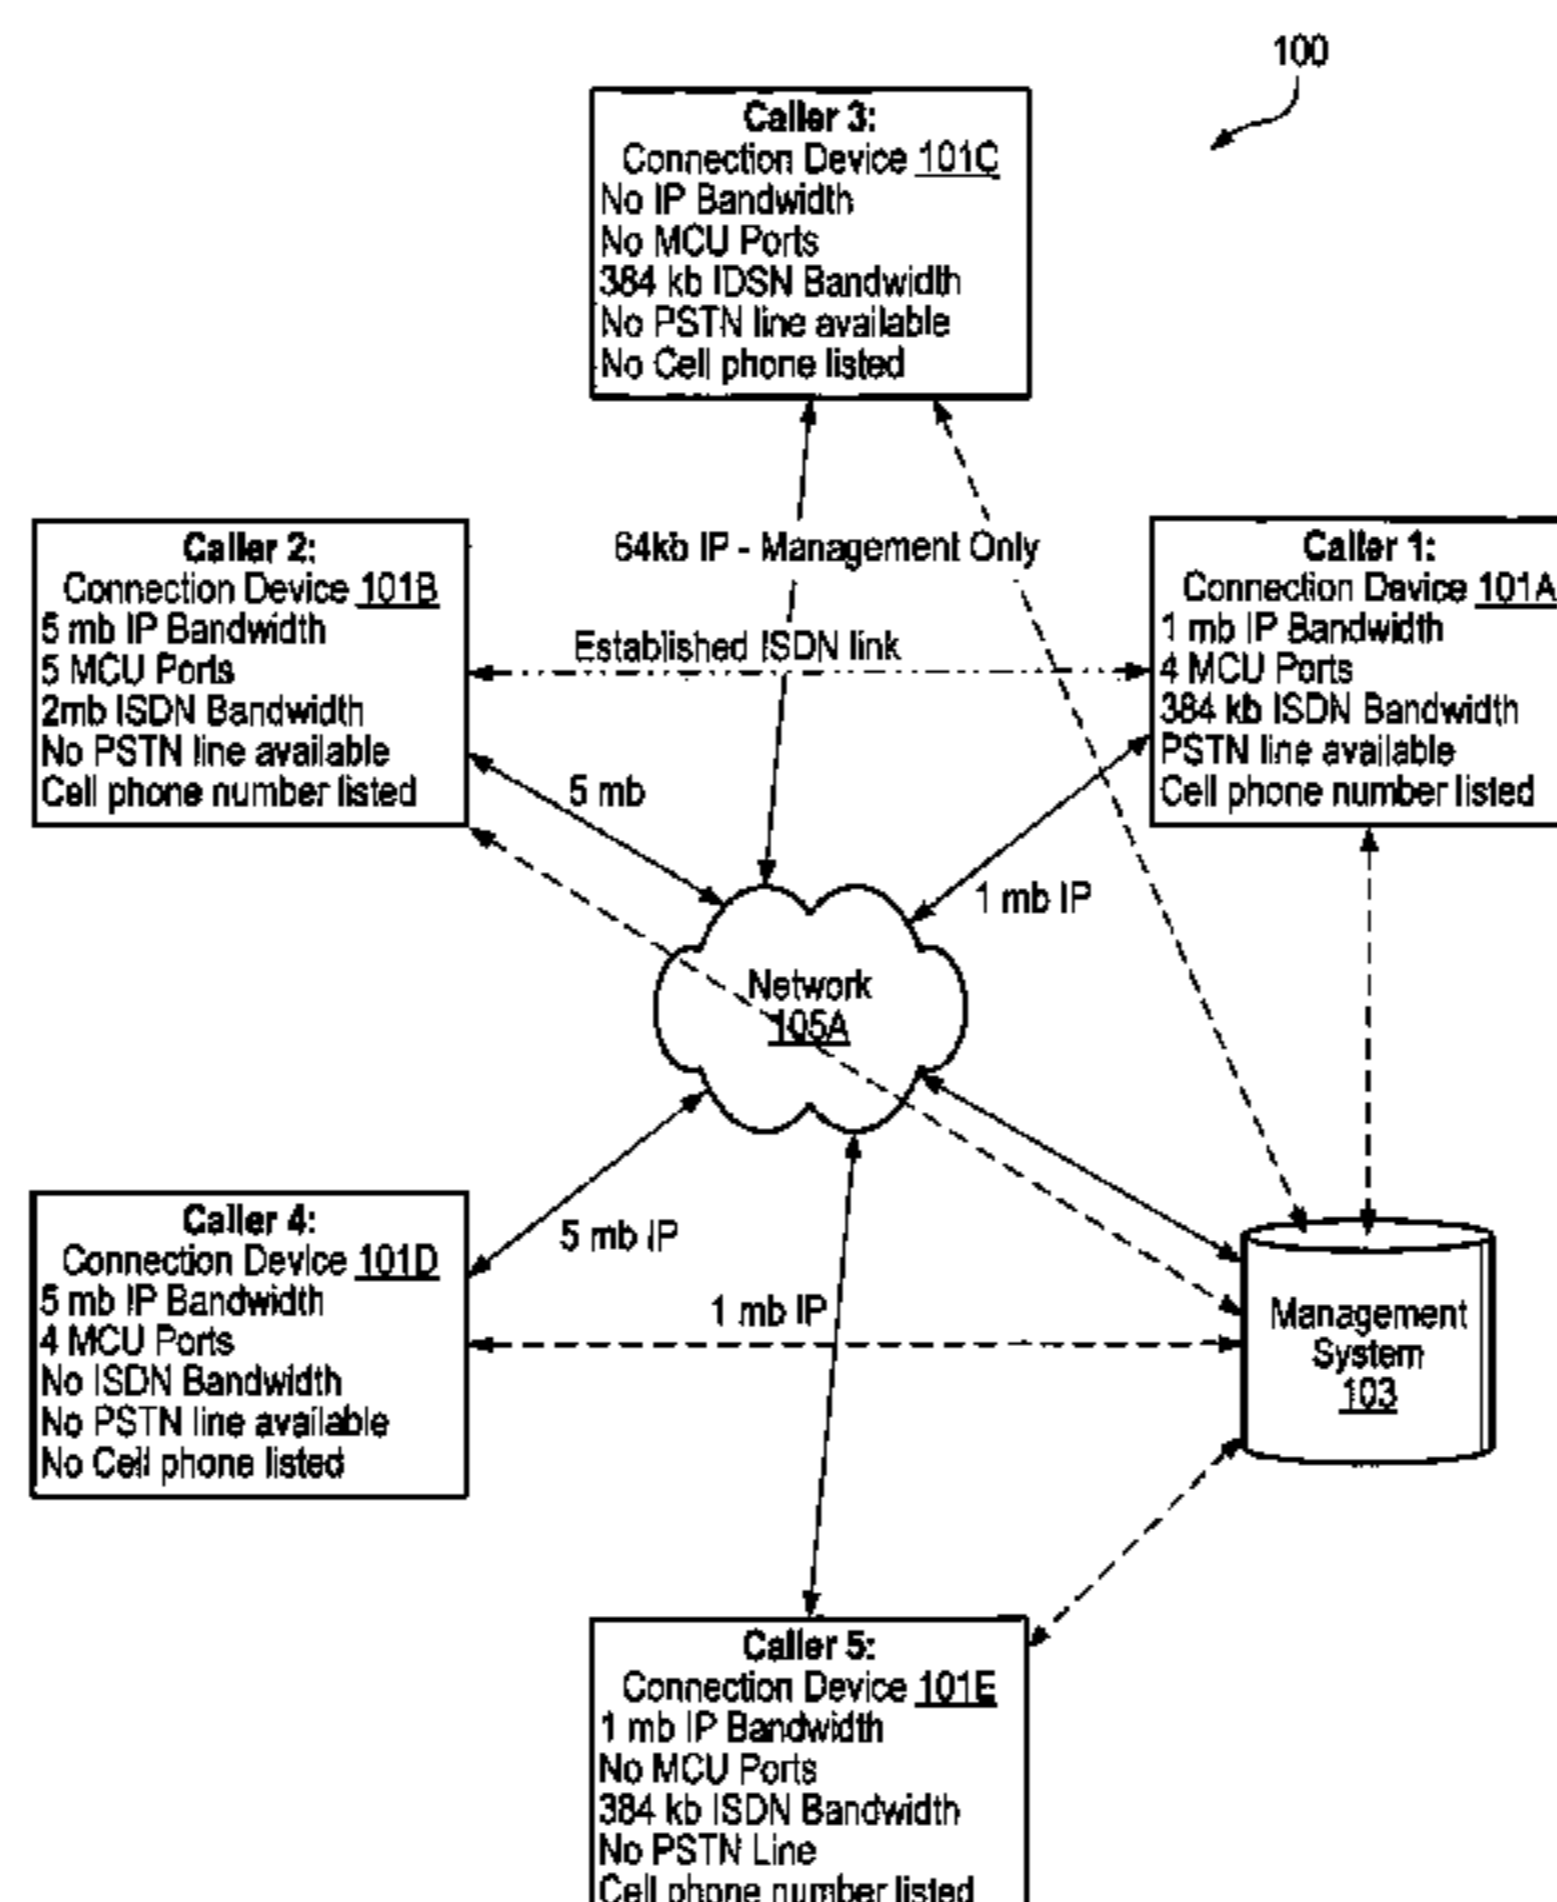 100
Caller 3:
Connection Device 101C
No IP Bandwidth
No MCU Ports
384 kb IDSN Bandwidth
No PSTN line available
No Cell phone listed
64kb IP - Management Only
Caller 2:
Connection Device 101B
5 mb IP Bandwidth
5 MCU Ports
2mb ISDN Bandwidth
No PSTN line available
Cell phone number listed
Established ISDN link
Caller 1:
Connection Device 101A
1 mb IP Bandwidth
4 MCU Ports
384 kb ISDN Bandwidth
PSTN line available
Cell phone number listed
5 mb
1 mb IP
Network
105A
Caller 4:
Connection Device 101D
5 mb IP Bandwidth
4 MCU Ports
No ISDN Bandwidth
No PSTN line available
No Cell phone listed
5 mb IP
1 mb IP
Management
System
103
Caller 5:
Connection Device 101E
1 mb IP Bandwidth
No MCU Ports
384 kb ISDN Bandwidth
No PSTN Line
Cell phone number listed